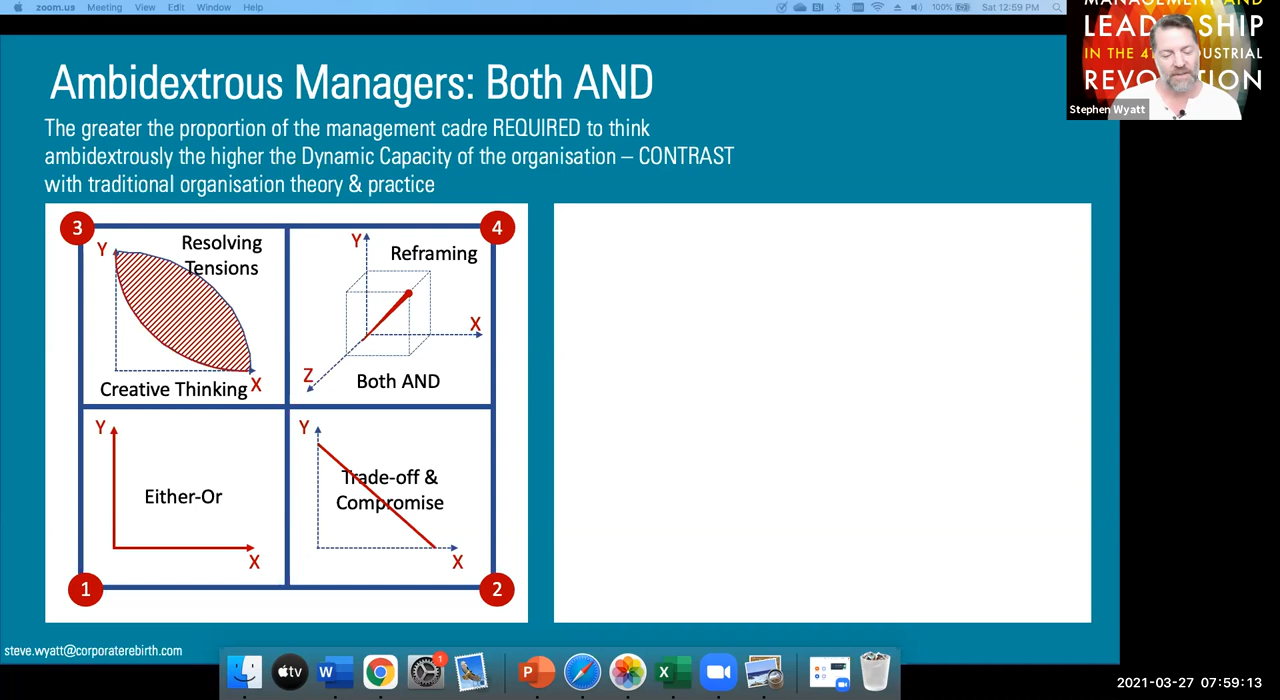 zoom.us Meeting View Edit Window Help
100% Sat 12:59 PM
MANAGEMENT AND
LEADERSHIP
IN THE 4TH INDUSTRIAL
REVOLUTION
Stephen Wyatt
Ambidextrous Managers: Both AND
The greater the proportion of the management cadre REQUIRED to think
ambidextrously the higher the Dynamic Capacity of the organisation – CONTRAST
with traditional organisation theory & practice
3
Y
Resolving
Tensions
Creative Thinking
X
4
Y
Reframing
X
Z
Both AND
Y
Either-Or
X
1
Y
Trade-off &
Compromise
X
2
steve.wyatt@corporaterebirth.com
tv
W
1
P
X
2021-03-27 07:59:13